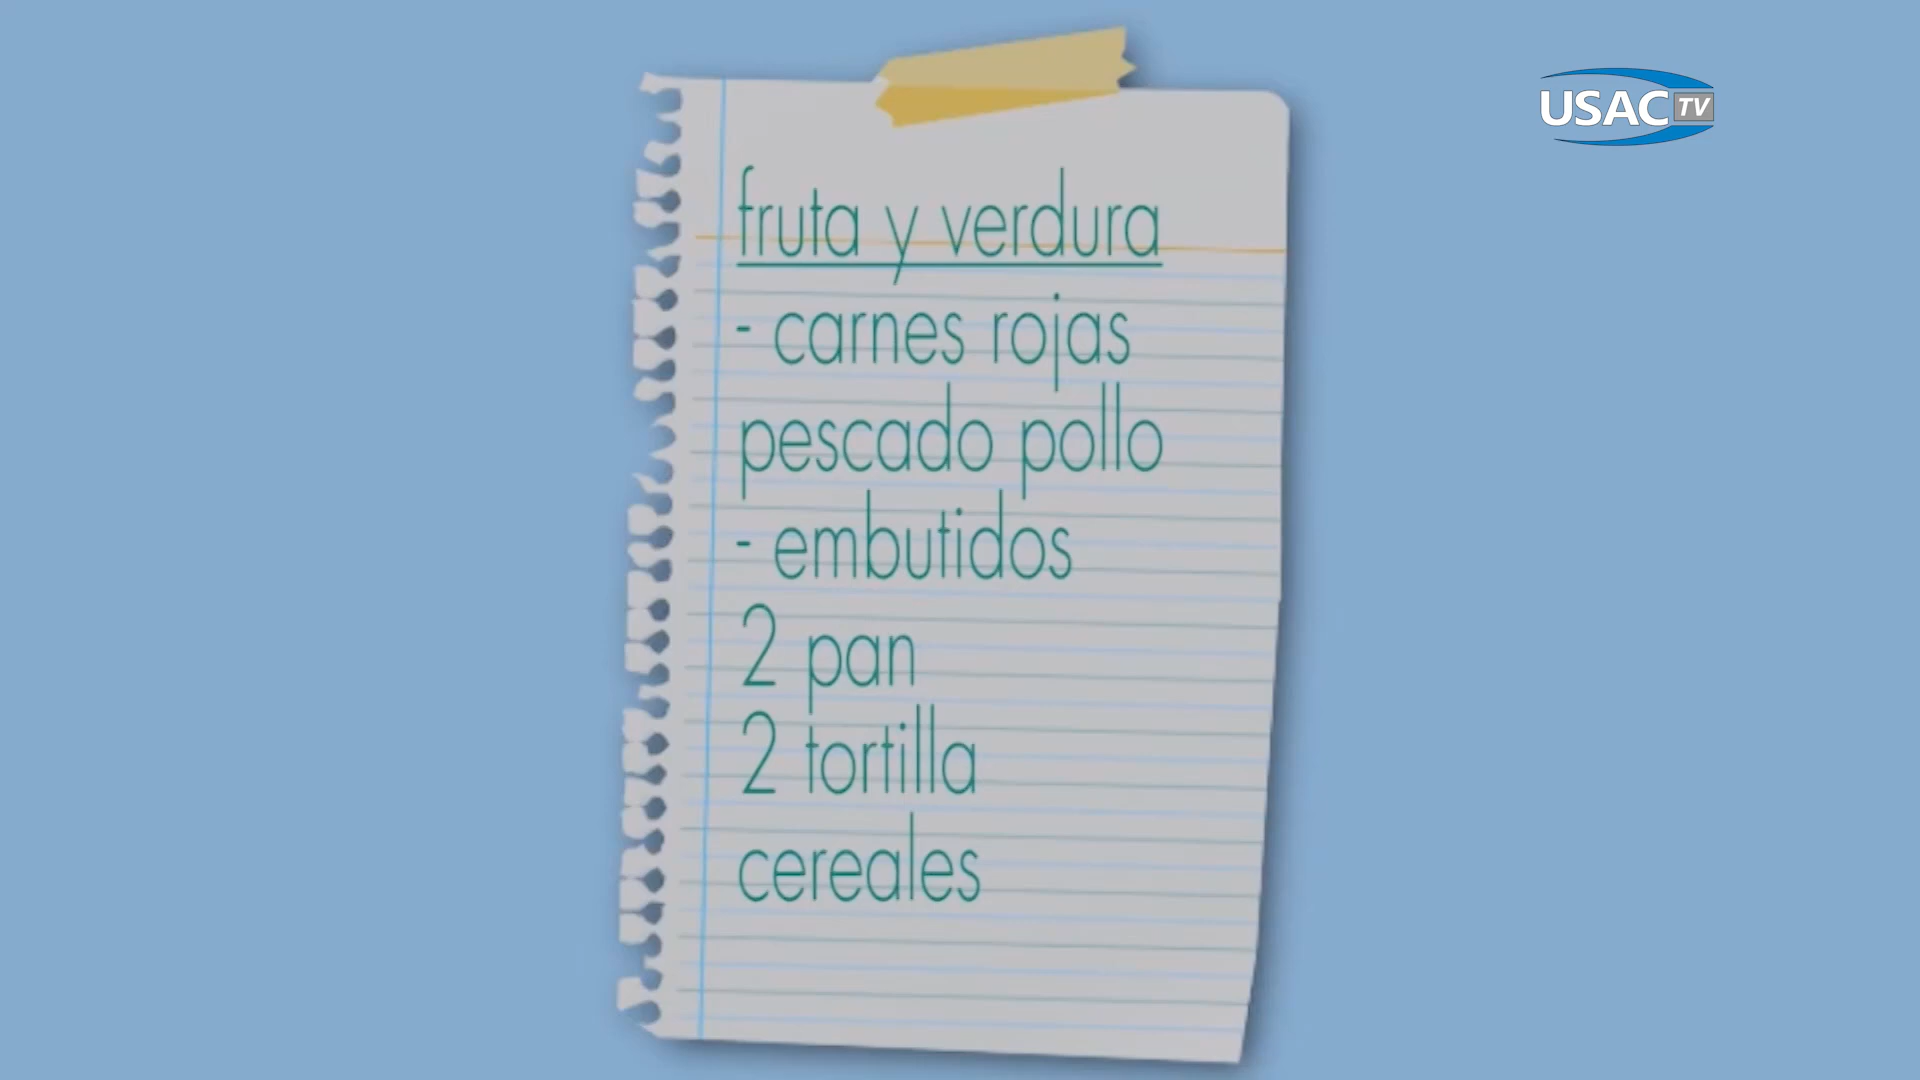 USAC TV
fruta y verdura
- carnes rojas
pescado pollo
- embutidos
2 pan
2 tortilla
cereales